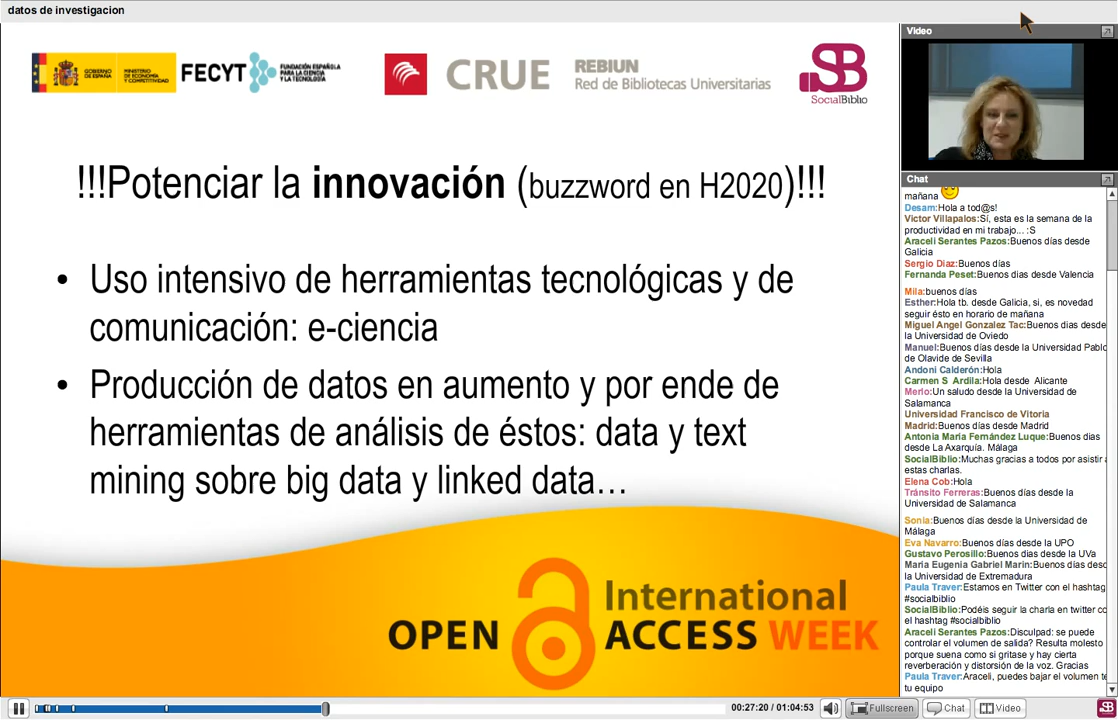 datos de investigacion
GOBIERNO
DE ESPAÑA
MINISTERIO
DE ECONOMÍA
Y COMPETITIVIDAD
FECYT
FUNDACIÓN ESPAÑOLA
PARA LA CIENCIA
Y LA TECNOLOGÍA
CRUE
REBIUN
Red de Bibliotecas Universitarias
SB
SocialBiblio
!!!Potenciar la innovación (buzzword en H2020)!!!
• Uso intensivo de herramientas tecnológicas y de
comunicación: e-ciencia
• Producción de datos en aumento y por ende de
herramientas de análisis de éstos: data y text
mining sobre big data y linked data…
International
OPEN ACCESS WEEK
Video
Chat
mañana
Desam:Hola a tod@s!
Victor Villapalos:Sí, esta es la semana de la
productividad en mi trabajo... :S
Araceli Serantes Pazos:Buenos días desde
Galicia
Sergio Diaz:Buenos días
Fernanda Peset:Buenos dias desde Valencia
Mila:buenos días
Esther:Hola tb. desde Galicia, si, es novedad
seguir ésto en horario de mañana
Miguel Angel Gonzalez Tac:Buenos dias desde
la Universidad de Oviedo
Manuel:Buenos días desde la Universidad Pablo
de Olavide de Sevilla
Andoni Calderón:Hola
Carmen S Ardila:Hola desde Alicante
Merlo:Un saludo desde la Universidad de
Salamanca
Universidad Francisco de Vitoria
Madrid:Buenos días desde Madrid
Antonia Maria Fernández Luque:Buenos dias
desde La Axarquía. Málaga
SocialBiblio:Muchas gracias a todos por asistir a
estas charlas.
Elena Cob:Hola
Tránsito Ferreras:Buenos días desde la
Universidad de Salamanca
Sonia:Buenos dias desde la Universidad de
Málaga
Eva Navarro:Buenos días desde la UPO
Gustavo Perosillo:Buenos dias desde la UVa
Maria Eugenia Gabriel Marin:Buenos días desd
la Universidad de Extremadura
Paula Traver:Estamos en Twitter con el hashtag
#socialbiblio
SocialBiblio:Podéis seguir la charla en twitter co
el hashtag #socialbiblio
Araceli Serantes Pazos:Disculpad: se puede
controlar el volumen de salida? Resulta molesto
porque suena como si gritase y hay cierta
reverberación y distorsión de la voz. Gracias
Paula Traver:Araceli, puedes bajar el volumen te
tu equipo
00:27:20 / 01:04:53
Fullscreen
Chat
Video
SB